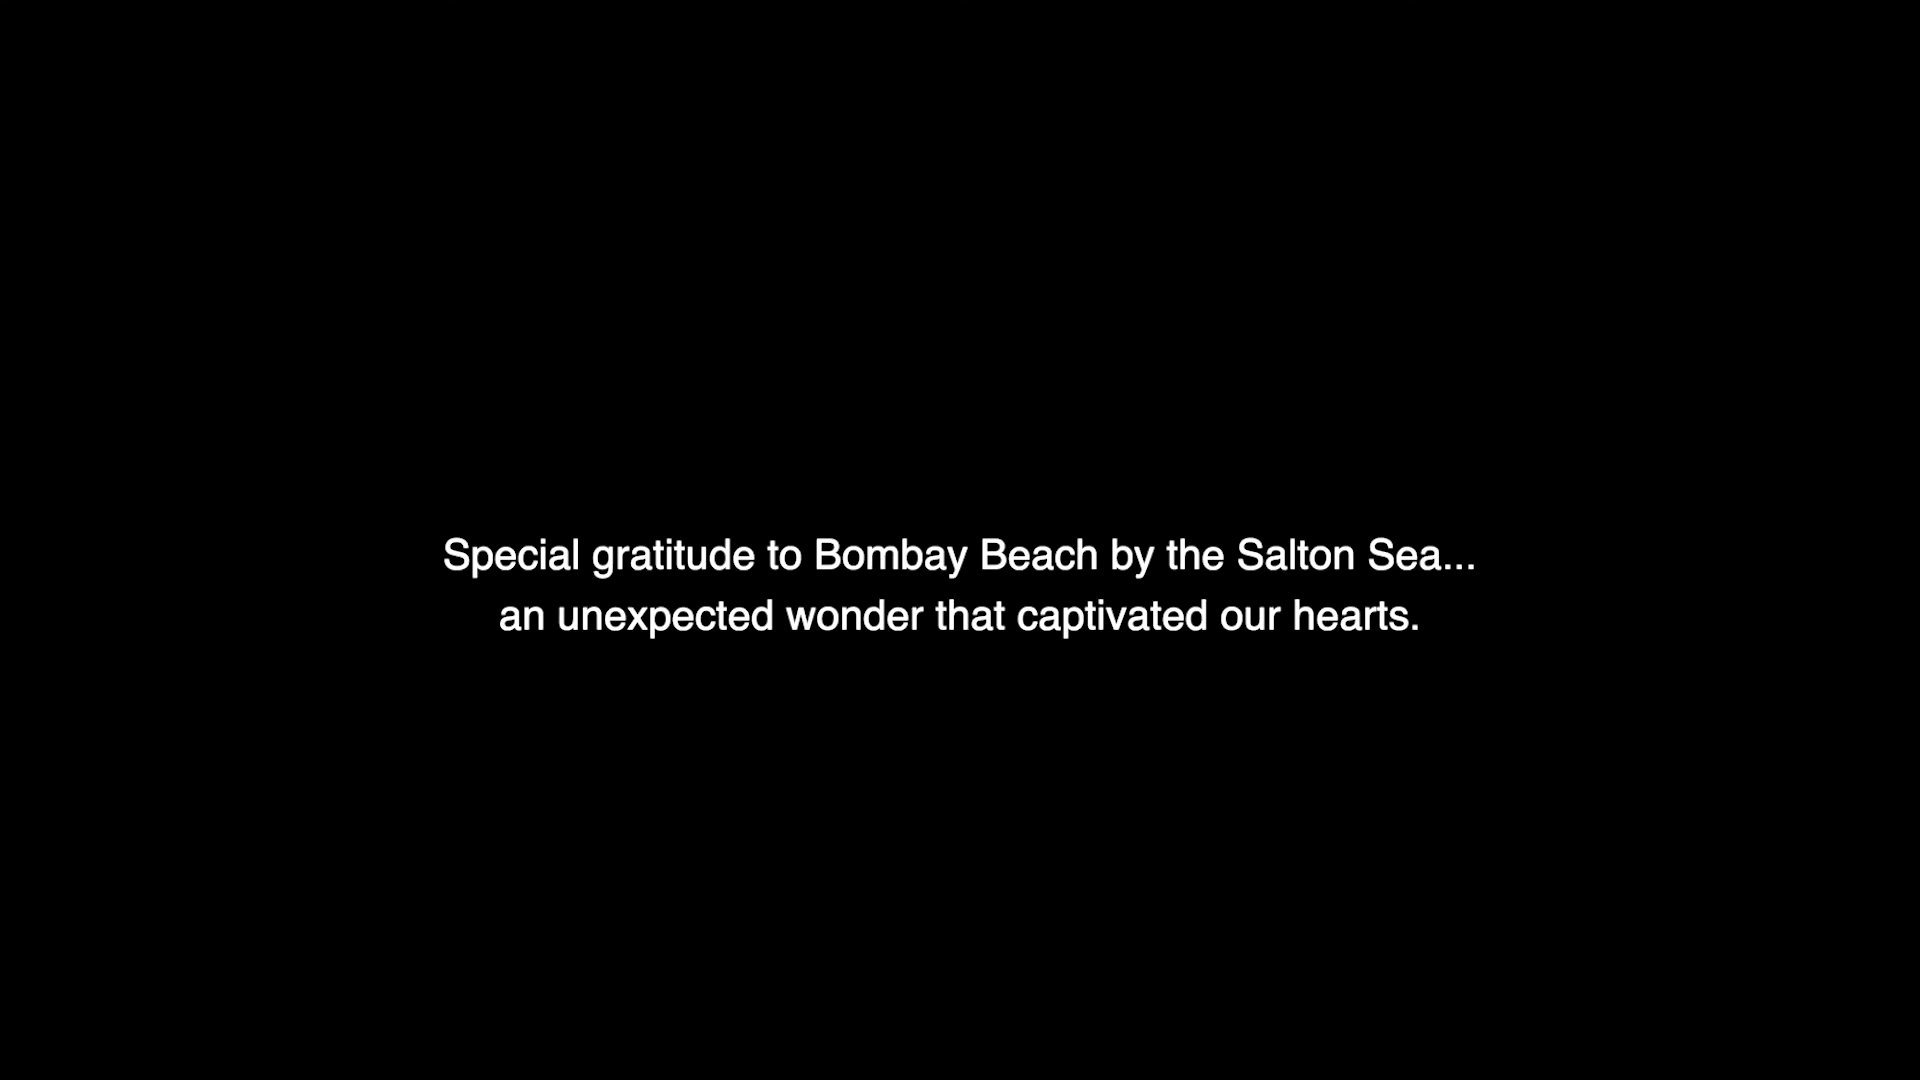 Special gratitude to Bombay Beach by the Salton Sea...
an unexpected wonder that captivated our hearts.